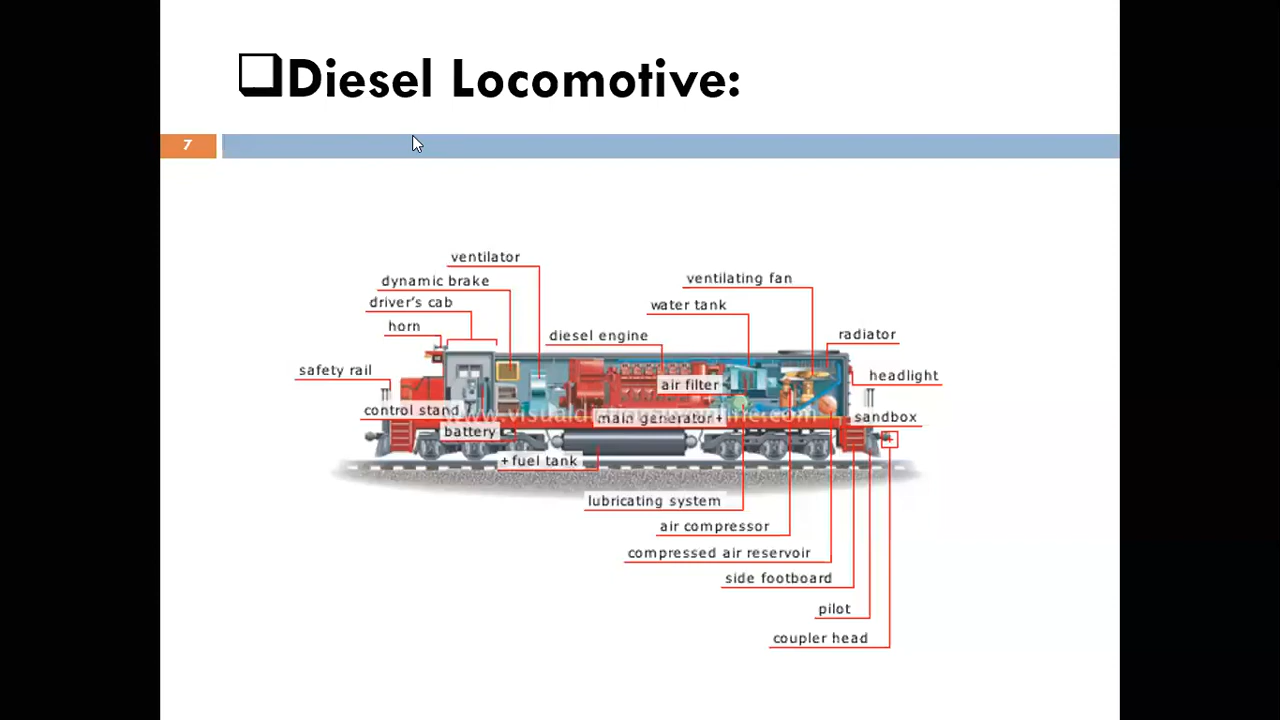 Diesel Locomotive:
7
ventilator
dynamic brake
driver's cab
horn
safety rail
control stand
battery
+ fuel tank
diesel engine
water tank
ventilating fan
radiator
headlight
air filter
main generator +
sandbox
lubricating system
air compressor
compressed air reservoir
side footboard
pilot
coupler head